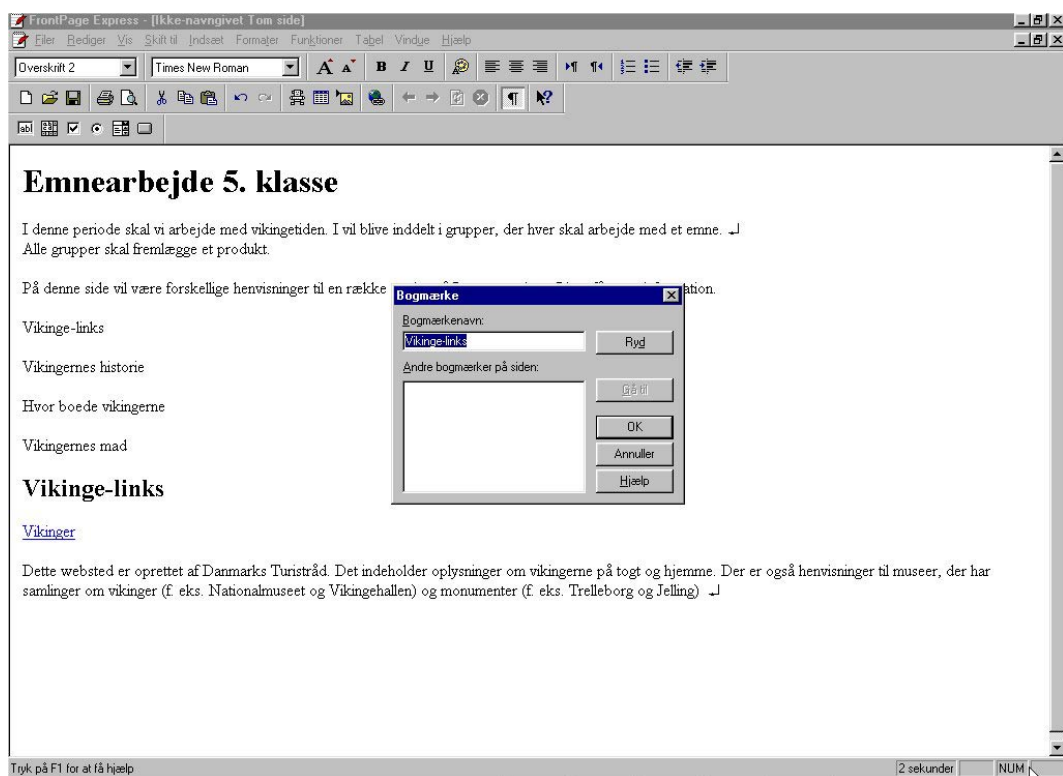 FrontPage Express - [Ikke-navngivet Tom side]
Filer Rediger Vis Skift til Indsæt Formater Funktioner Tabel Vindue Hjælp
Overskrift 2 Times New Roman A A B I U
abl
Emnearbejde 5. klasse
I denne periode skal vi arbejde med vikingetiden. I vil blive inddelt i grupper, der hver skal arbejde med et emne.
Alle grupper skal fremlægge et produkt.
På denne side vil være forskellige henvisninger til en række
Vikinge-links
Vikingernes historie
Hvor boede vikingerne
Vikingernes mad
Vikinge-links
Vikinger
Dette websted er oprettet af Danmarks Turistråd. Det indeholder oplysninger om vikingerne på togt og hjemme. Der er også henvisninger til museer, der har
samlinger om vikinger (f. eks. Nationalmuseet og Vikingehallen) og monumenter (f. eks. Trelleborg og Jelling)
Bogmærke
Bogmærkenavn:
Vikinge-links
Ryd
Andre bogmærker på siden:
Gå til
OK
Annuller
Hjælp
Tryk på F1 for at få hjælp 2 sekunder NUM